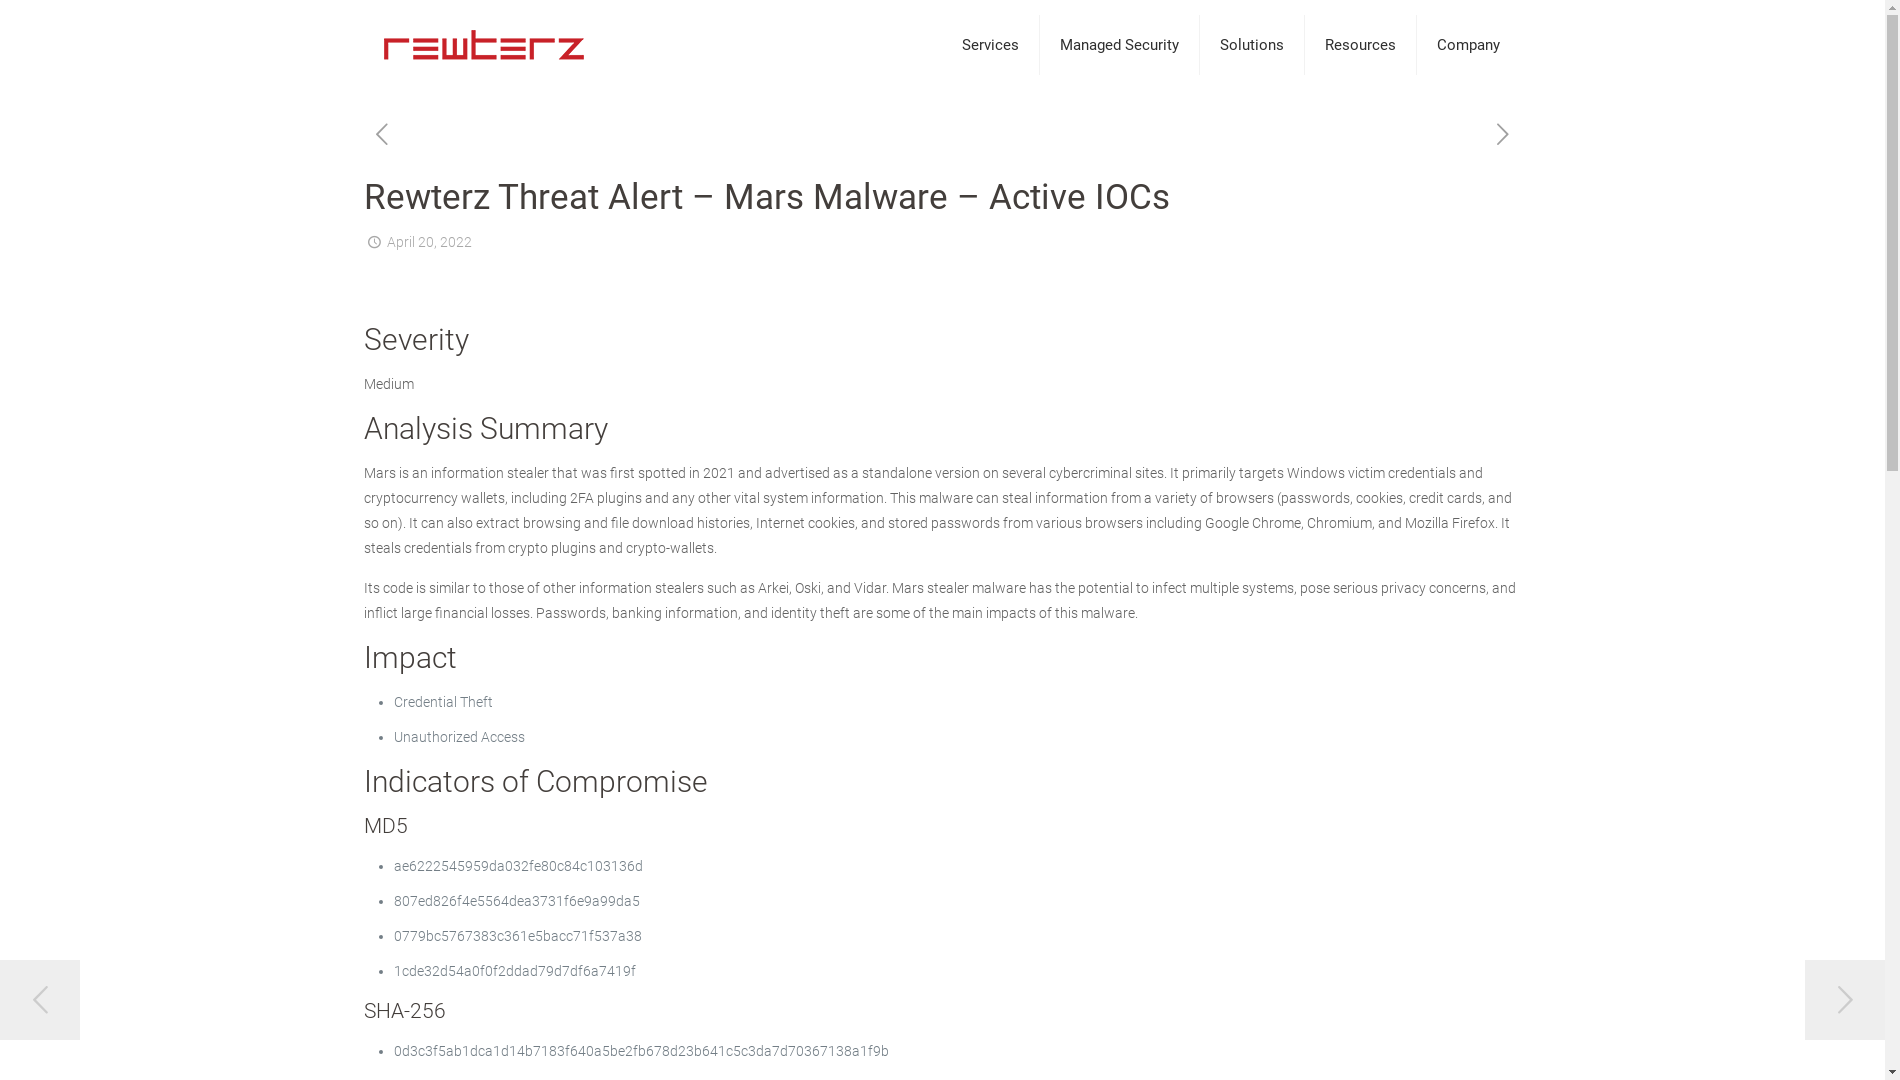 rewterz
Services
Managed Security
Solutions
Resources
Company
Rewterz Threat Alert – Mars Malware – Active IOCs
April 20, 2022
Severity
Medium
Analysis Summary
Mars is an information stealer that was first spotted in 2021 and advertised as a standalone version on several cybercriminal sites. It primarily targets Windows victim credentials and
cryptocurrency wallets, including 2FA plugins and any other vital system information. This malware can steal information from a variety of browsers (passwords, cookies, credit cards, and
so on). It can also extract browsing and file download histories, Internet cookies, and stored passwords from various browsers including Google Chrome, Chromium, and Mozilla Firefox. It
steals credentials from crypto plugins and crypto-wallets.
Its code is similar to those of other information stealers such as Arkei, Oski, and Vidar. Mars stealer malware has the potential to infect multiple systems, pose serious privacy concerns, and
inflict large financial losses. Passwords, banking information, and identity theft are some of the main impacts of this malware.
Impact
Credential Theft
Unauthorized Access
Indicators of Compromise
MD5
ae6222545959da032fe80c84c103136d
807ed826f4e5564dea3731f6e9a99da5
0779bc5767383c361e5bacc71f537a38
1cde32d54a0f0f2ddad79d7df6a7419f
SHA-256
0d3c3f5ab1dca1d14b7183f640a5be2fb678d23b641c5c3da7d70367138a1f9b